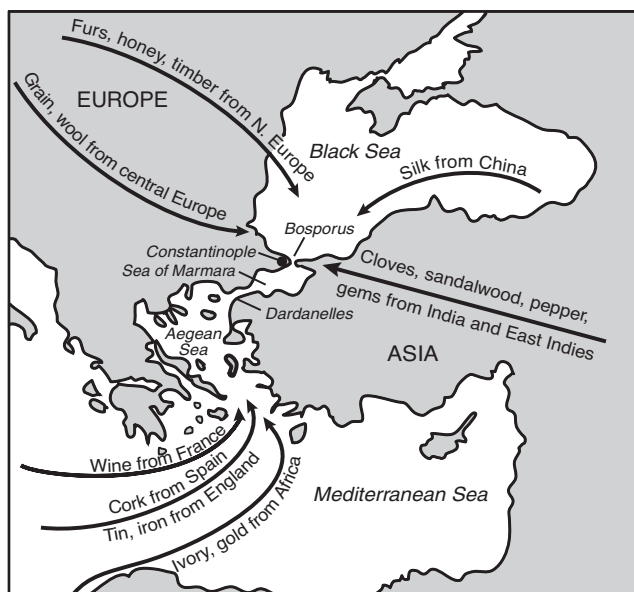 Furs, honey, timber from N. Europe
EUROPE
Grain, wool from central Europe
Black Sea
Silk from China
Bosporus
Constantinople
Sea of Marmara
Cloves, sandalwood, pepper,
gems from India and East Indies
Dardanelles
Aegean
Sea
ASIA
Wine from France
Cork from Spain
Tin, iron from England
Ivory, gold from Africa
Mediterranean Sea